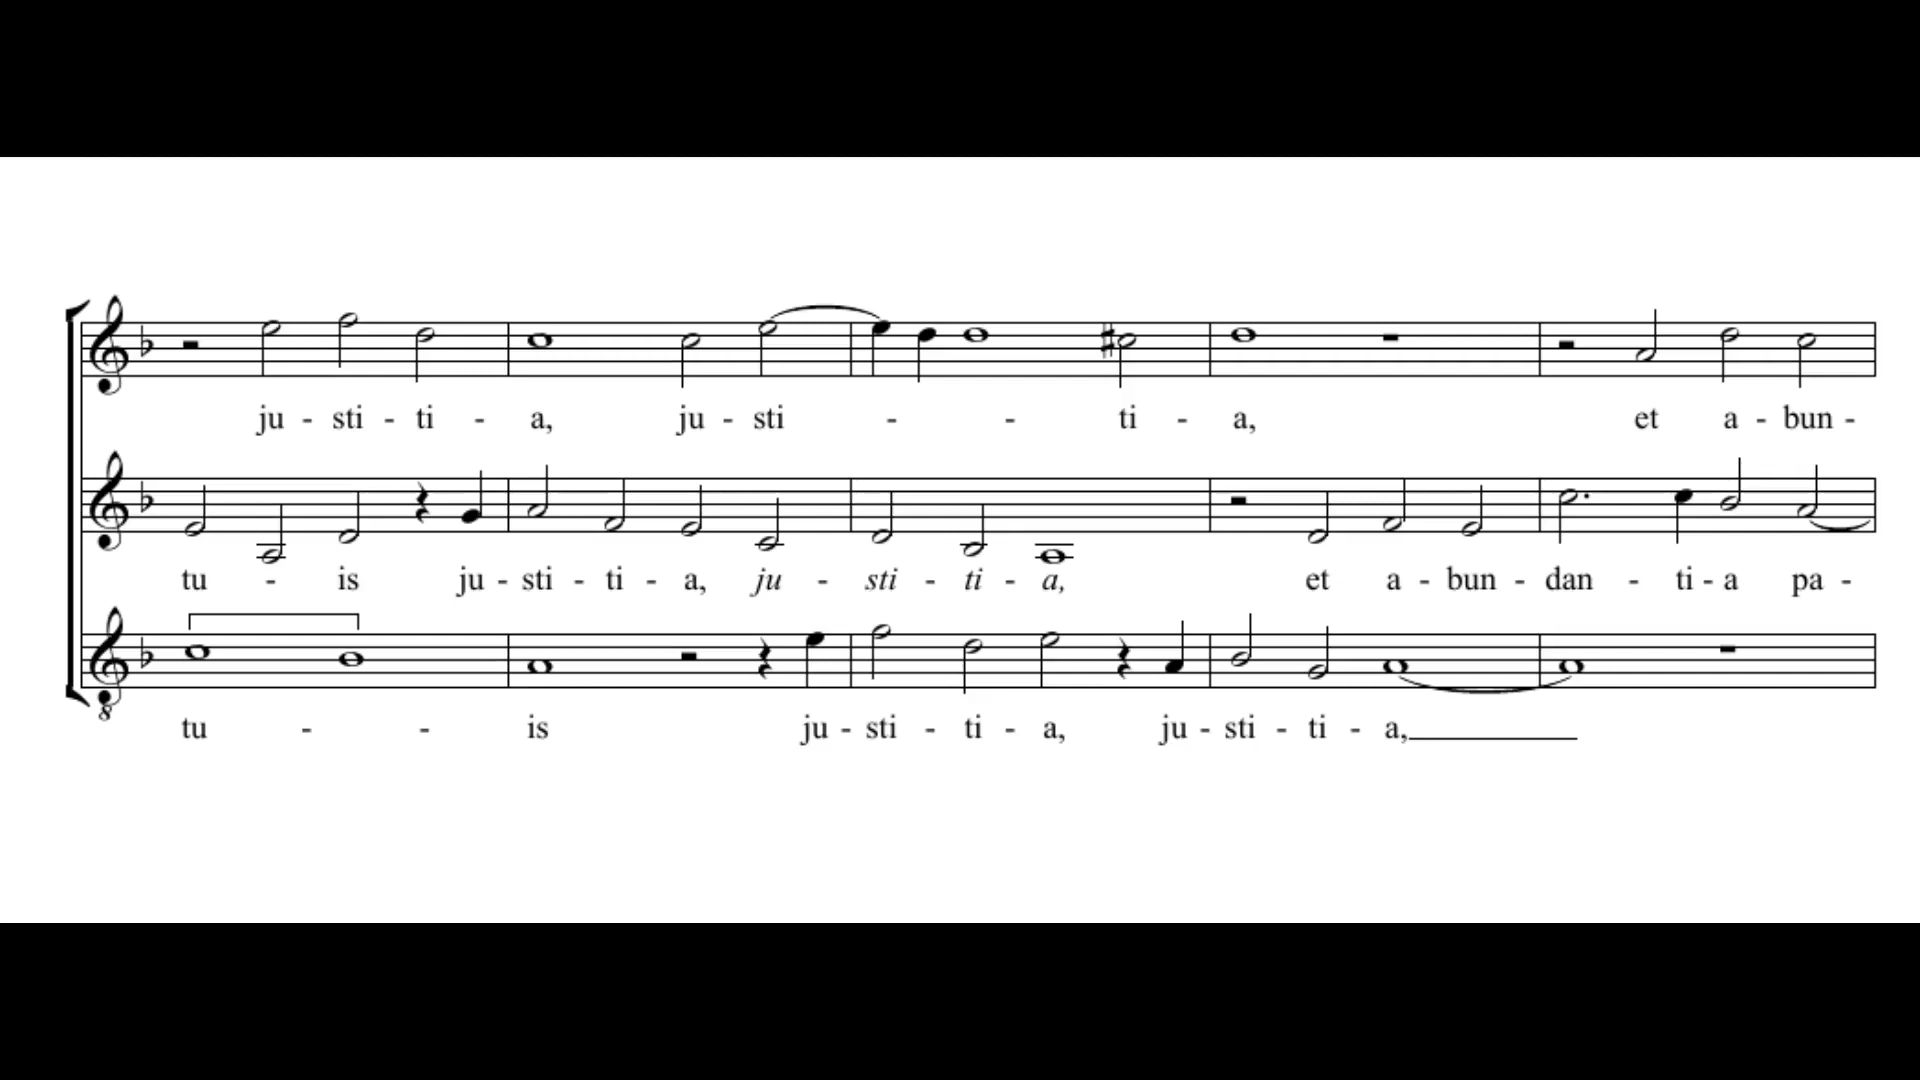 ju - sti - ti - a, ju - sti - - ti - a, et a - bun -
tu - is ju - sti - ti - a, ju - sti - ti - a, et a - bun - dan - ti - a pa -
8
tu - - is ju - sti - ti - a, ju - sti - ti - a,